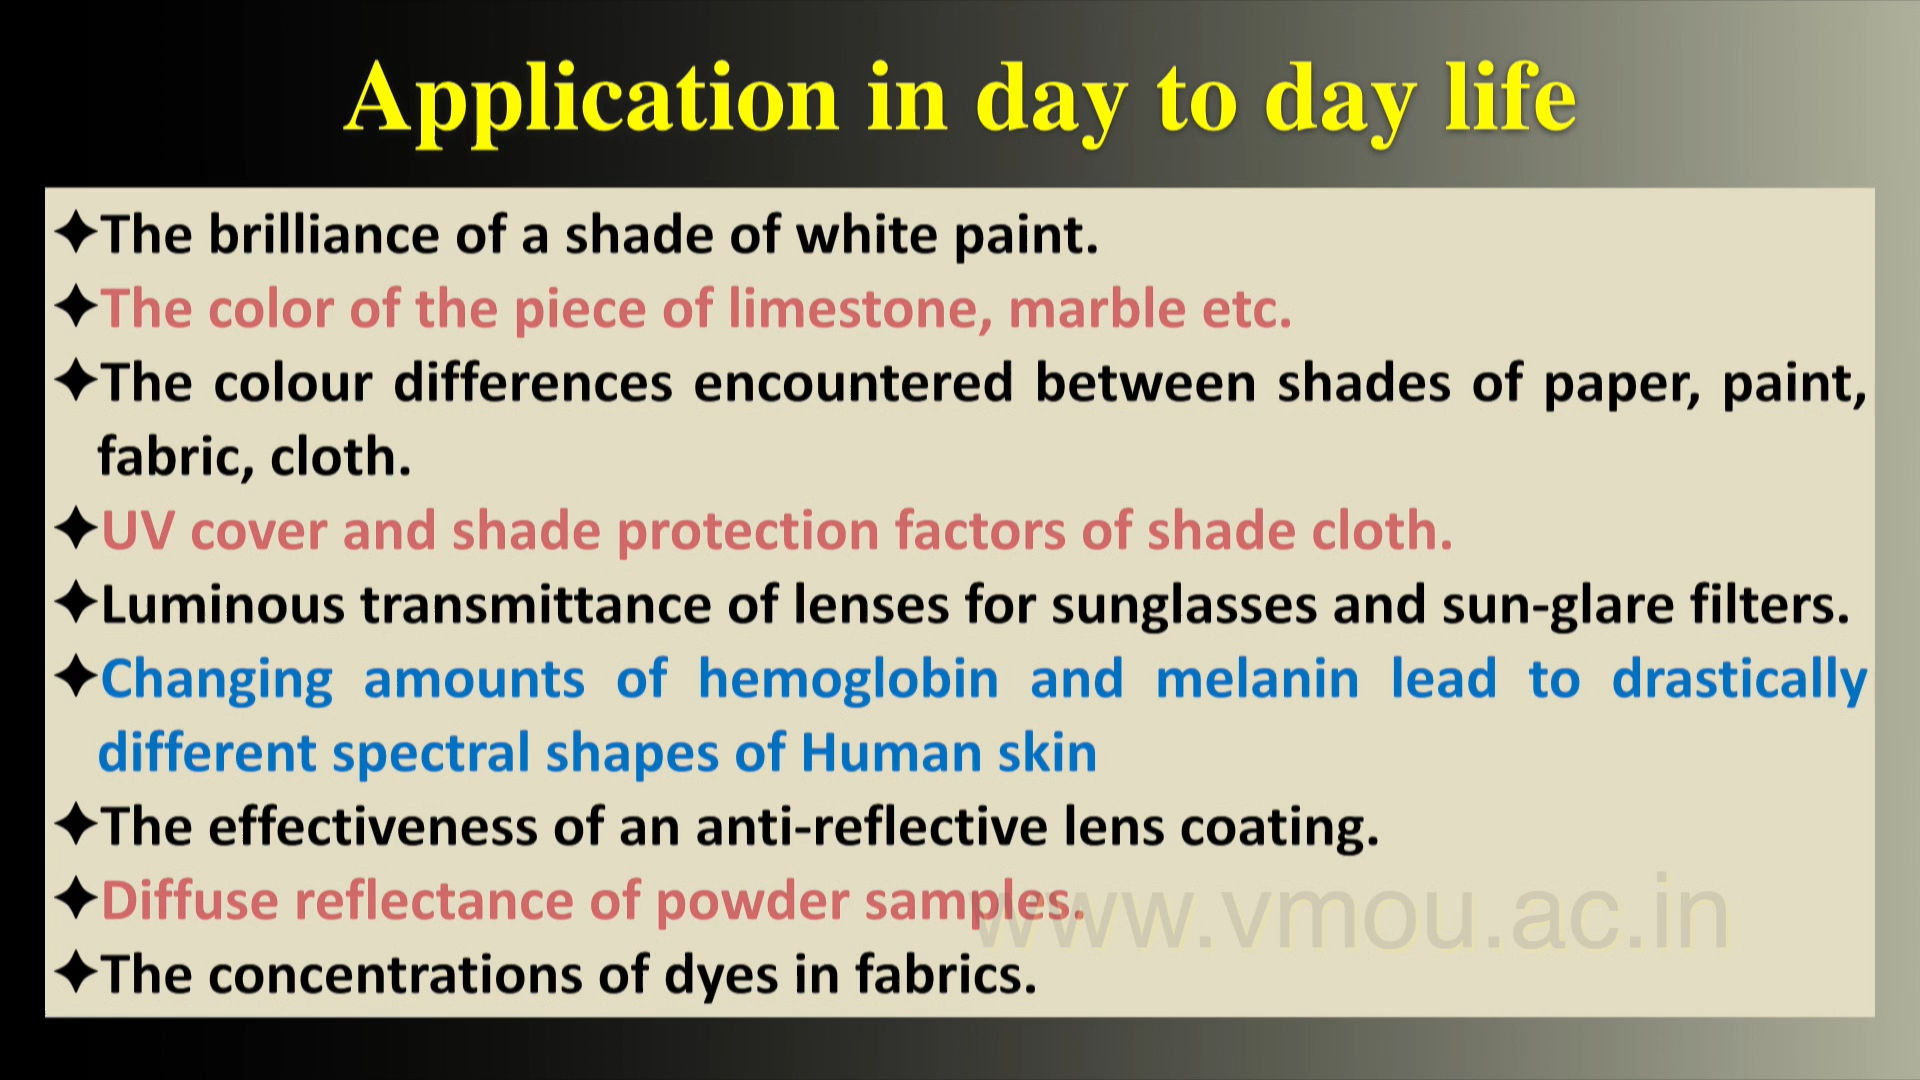 Application in day to day life
✦The brilliance of a shade of white paint.
✦The color of the piece of limestone, marble etc.
✦The colour differences encountered between shades of paper, paint,
fabric, cloth.
✦UV cover and shade protection factors of shade cloth.
✦Luminous transmittance of lenses for sunglasses and sun-glare filters.
✦Changing amounts of hemoglobin and melanin lead to drastically
different spectral shapes of Human skin
✦The effectiveness of an anti-reflective lens coating.
✦Diffuse reflectance of powder samples.
www.vmou.ac.in
✦The concentrations of dyes in fabrics.